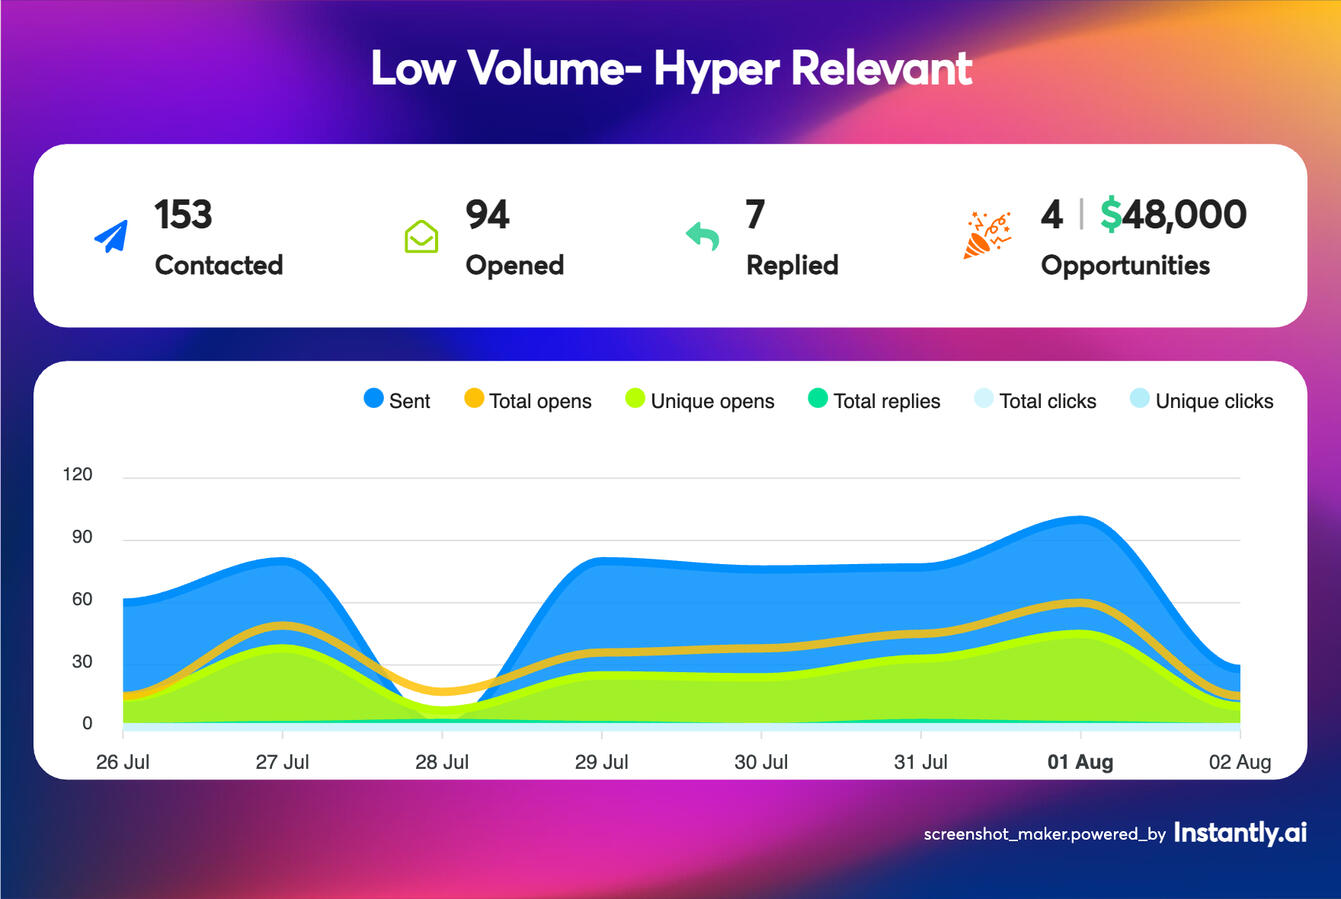 Low Volume- Hyper Relevant
153
Contacted
94
Opened
7
Replied
4 | $48,000
Opportunities
Sent Total opens Unique opens Total replies Total clicks Unique clicks
120
90
60
30
0
26 Jul 27 Jul 28 Jul 29 Jul 30 Jul 31 Jul 01 Aug 02 Aug
screenshot_maker.powered_by Instantly.ai